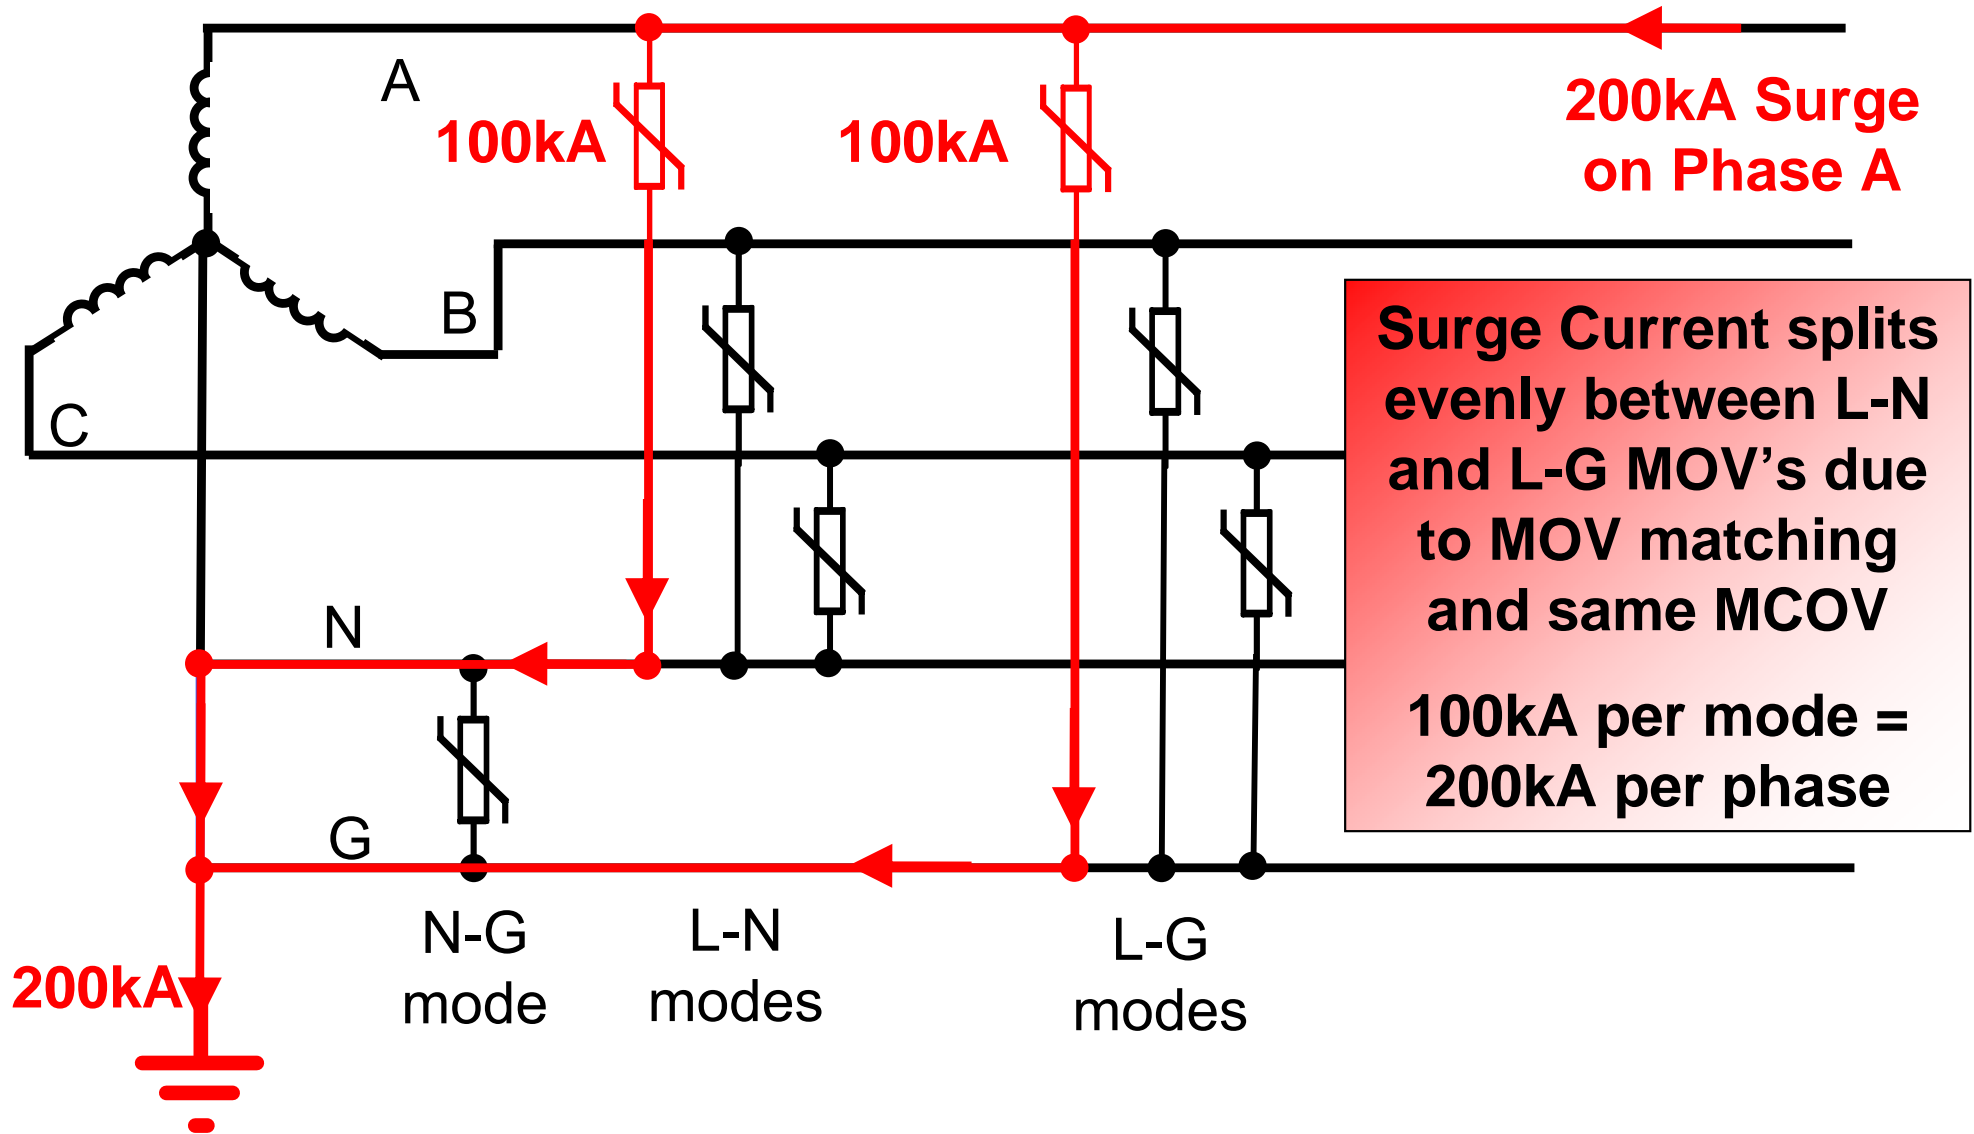 A
100kA
100kA
200kA Surge
on Phase A
B
C
Surge Current splits
evenly between L-N
and L-G MOV’s due
to MOV matching
and same MCOV
100kA per mode =
200kA per phase
N
G
N-G
mode
L-N
modes
L-G
modes
200kA